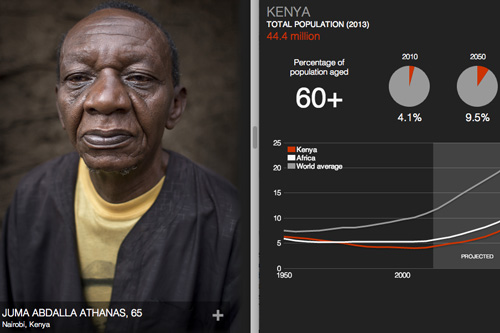 JUMA ABDALLA ATHANAS, 65
Nairobi, Kenya
+
KENYA
TOTAL POPULATION (2013)
44.4 million
Percentage of
population aged
60+
2010
2050
4.1%
9.5%
25
20
15
10
5
0
Kenya
Africa
World average
PROJECTED
1950
2000